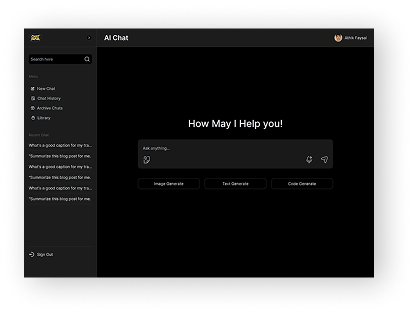 AI Chat
Abik Faysal
Search here
Menu
New Chat
Chat History
Archive Chats
Library
Recent Chat
What's a good caption for my tra...
"Summarize this blog post for me.
What's a good caption for my tra...
"Summarize this blog post for me.
What's a good caption for my tra...
"Summarize this blog post for me.
Sign Out
How May I Help you!
Ask anything...
Image Generate
Text Generate
Code Generate